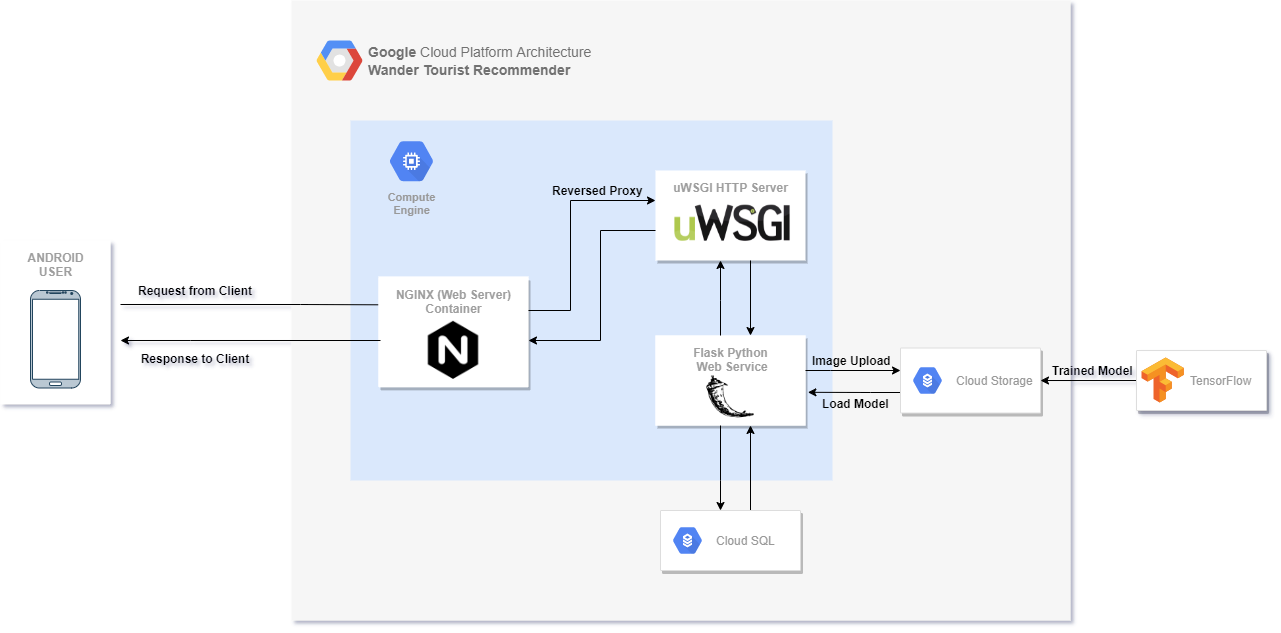 Google Cloud Platform Architecture
Wander Tourist Recommender
Compute
Engine
Reversed Proxy
uWSGI HTTP Server
uWSGI
ANDROID
USER
Request from Client
Response to Client
NGINX (Web Server)
Container
N
Flask Python
Web Service
Image Upload
Load Model
Cloud Storage
Trained Model
TensorFlow
Cloud SQL